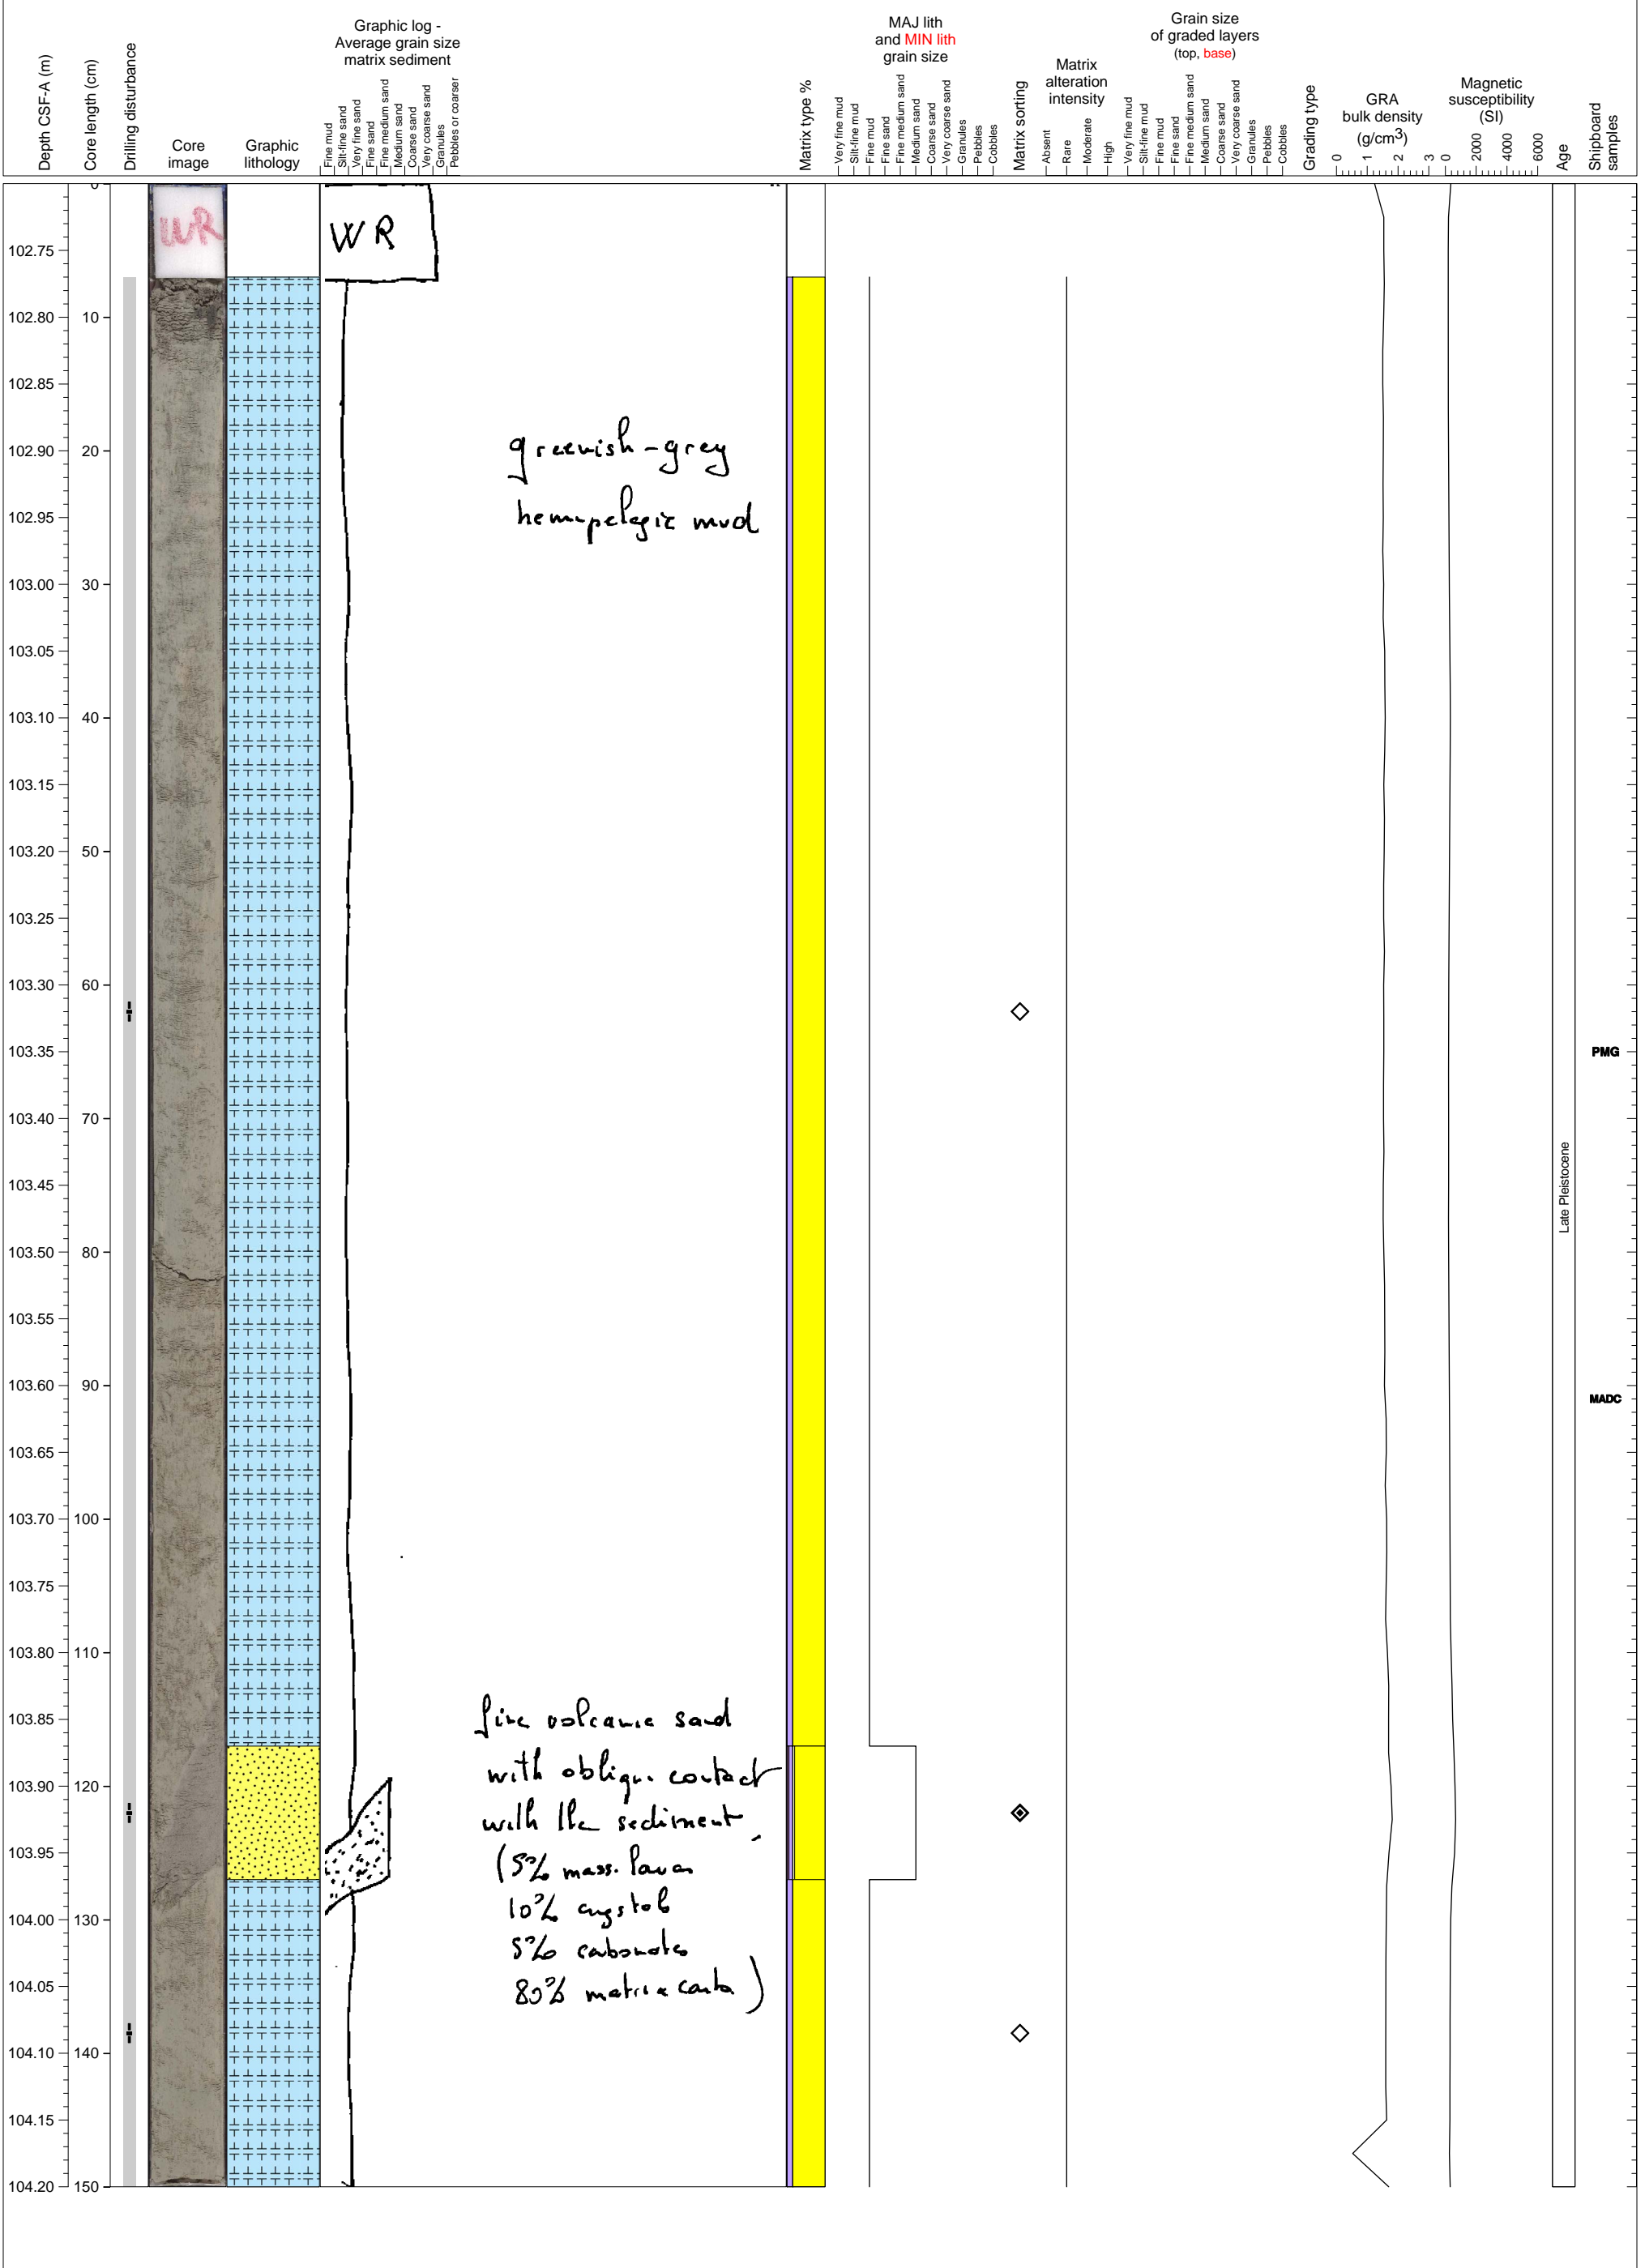 Depth CSF-A (m)
Core length (cm)
Drilling disturbance
Core
image
Graphic
lithology
Graphic log -
Average grain size
matrix sediment
Fine mud
Silt-fine sand
Very fine sand
Fine sand
Fine medium sand
Medium sand
Coarse sand
Very coarse sand
Granules
Pebbles or coarser
Matrix type %
MAJ lith
and MIN lith
grain size
Very fine mud
Silt-fine mud
Fine mud
Fine sand
Fine medium sand
Medium sand
Coarse sand
Very coarse sand
Granules
Pebbles
Cobbles
Matrix sorting
Matrix
alteration
intensity
Absent
Rare
Moderate
High
Grain size
of graded layers
(top, base)
Very fine mud
Silt-fine mud
Fine mud
Fine sand
Fine medium sand
Medium sand
Coarse sand
Very coarse sand
Granules
Pebbles
Cobbles
Grading type
GRA
bulk density
(g/cm3)
0 1 2 3
Magnetic
susceptibility
(SI)
0 2000 4000 6000
Age
Shipboard
samples
0
WR
WR
102.75
102.80 10
102.85
102.90 20
greenish-grey
102.95
hemipelagic mud
103.00 30
103.05
103.10 40
103.15
103.20 50
103.25
103.30 60
103.35
PMG
103.40 70
103.45
Late Pleistocene
103.50 80
103.55
103.60 90
MADC
103.65
103.70 100
103.75
103.80 110
103.85
fine volcanic sand
with obliqu. contact
103.90 120
with the sediment
103.95
(5% mass. lavas
10% crystals
104.00 130
5% carbonates
104.05
80% matrix carb)
104.10 140
104.15
104.20 150